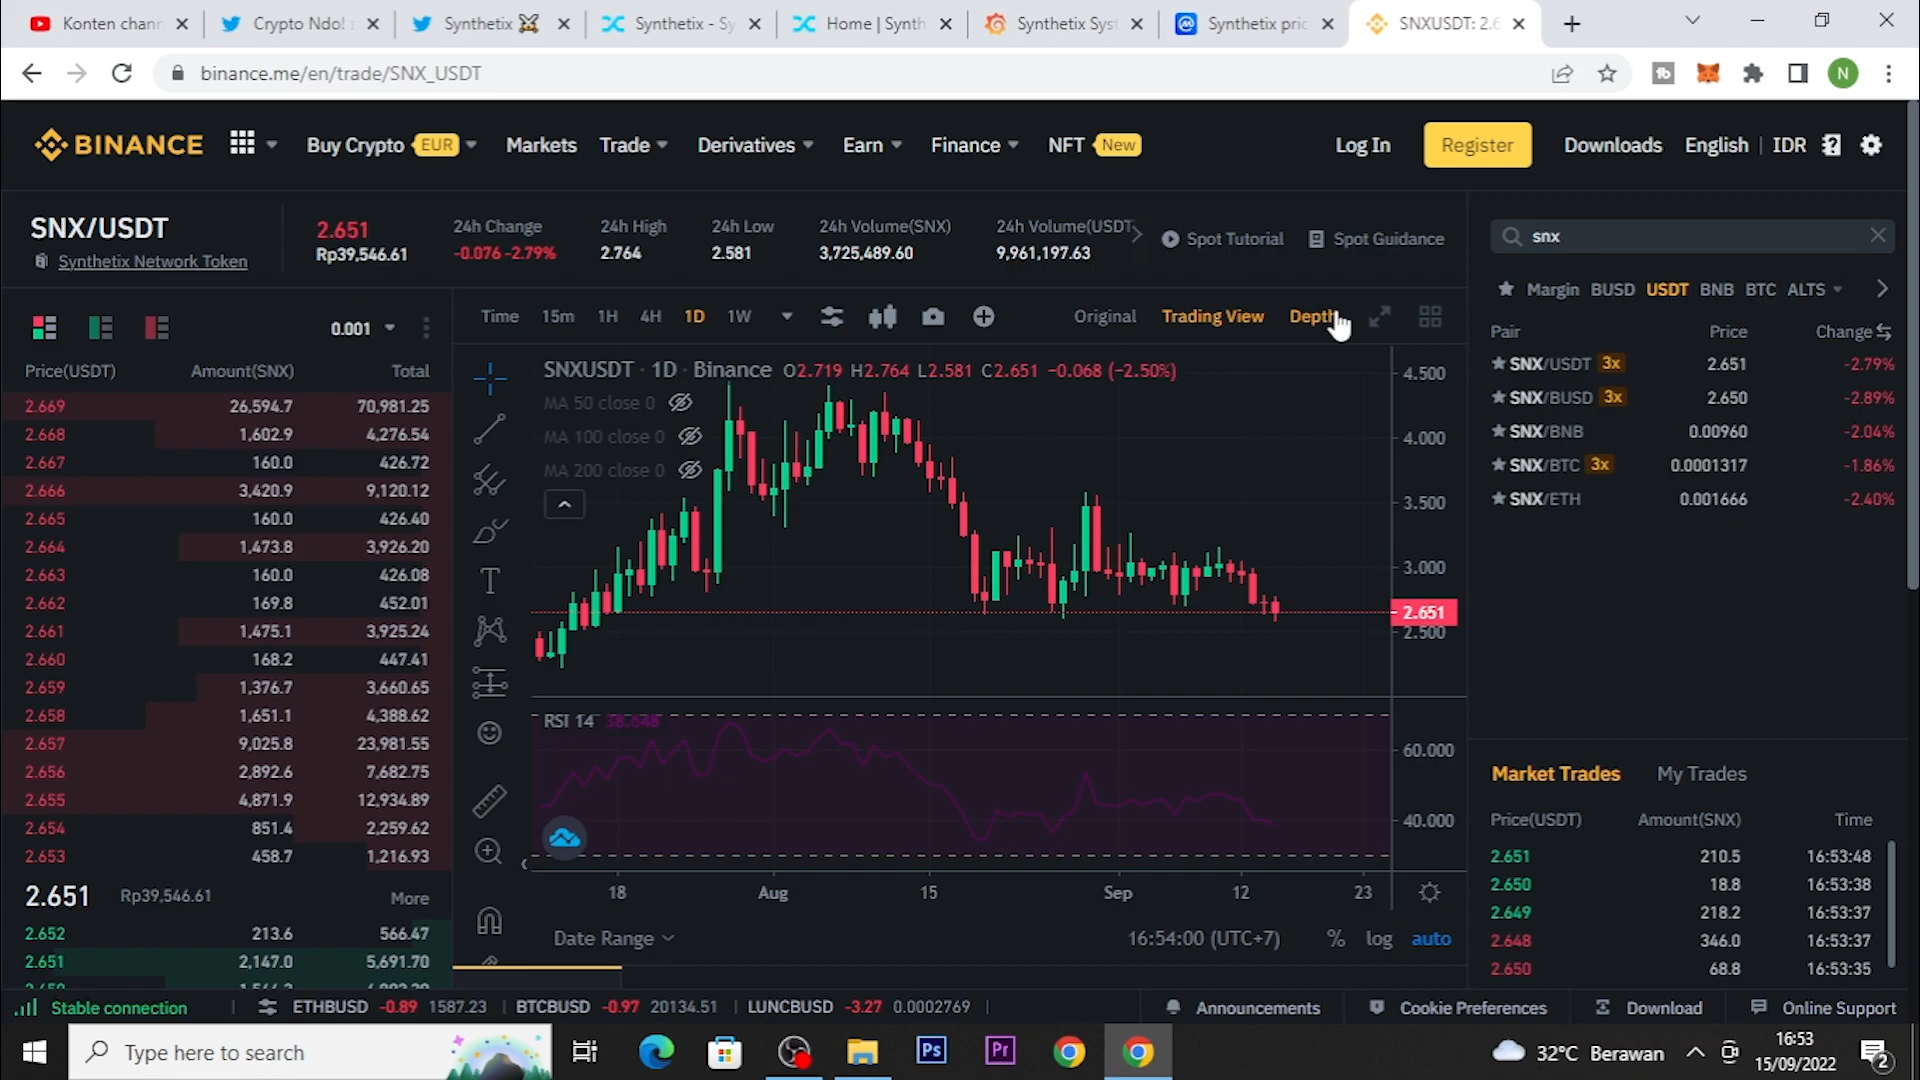 Konten chann
Crypto Ndo!
Synthetix
Synthetix - Sy
Home | Synth
Synthetix Syst
Synthetix pric
SNXUSDT: 2.6
binance.me/en/trade/SNX_USDT
N
BINANCE
Buy Crypto EUR
Markets
Trade
Derivatives
Earn
Finance
NFT New
Log In
Register
Downloads
English
IDR
SNX/USDT
Synthetix Network Token
2.651
Rp39,546.61
24h Change
-0.076 -2.79%
24h High
2.764
24h Low
2.581
24h Volume(SNX)
3,725,489.60
24h Volume(USDT
9,961,197.63
Spot Tutorial
Spot Guidance
snx
Margin BUSD USDT BNB BTC ALTS
Pair Price Change
SNX/USDT 3x 2.651 -2.79%
SNX/BUSD 3x 2.650 -2.89%
SNX/BNB 0.00960 -2.04%
SNX/BTC 3x 0.0001317 -1.86%
SNX/ETH 0.001666 -2.40%
0.001
Price(USDT) Amount(SNX) Total
2.669 26,594.7 70,981.25
2.668 1,602.9 4,276.54
2.667 160.0 426.72
2.666 3,420.9 9,120.12
2.665 160.0 426.40
2.664 1,473.8 3,926.20
2.663 160.0 426.08
2.662 169.8 452.01
2.661 1,475.1 3,925.24
2.660 168.2 447.41
2.659 1,376.7 3,660.65
2.658 1,651.1 4,388.62
2.657 9,025.8 23,981.55
2.656 2,892.6 7,682.75
2.655 4,871.9 12,934.89
2.654 851.4 2,259.62
2.653 458.7 1,216.93
2.651 Rp39,546.61 More
2.652 213.6 566.47
2.651 2,147.0 5,691.70
Time 15m 1H 4H 1D 1W
Original Trading View Depth
SNXUSDT · 1D · Binance O2.719 H2.764 L2.581 C2.651 -0.068 (-2.50%)
MA 50 close 0
MA 100 close 0
MA 200 close 0
4.500
4.000
3.500
3.000
2.651
2.500
RSI 14 38.648
60.000
40.000
18 Aug 15 Sep 12 23
Date Range
16:54:00 (UTC+7) % log auto
Market Trades My Trades
Price(USDT) Amount(SNX) Time
2.651 210.5 16:53:48
2.650 18.8 16:53:38
2.649 218.2 16:53:37
2.648 346.0 16:53:37
2.650 68.8 16:53:35
Stable connection
ETHBUSD -0.89 1587.23
BTCBUSD -0.97 20134.51
LUNCBUSD -3.27 0.0002769
Announcements
Cookie Preferences
Download
Online Support
Type here to search
Ps
Pr
32°C Berawan
16:53
15/09/2022
2